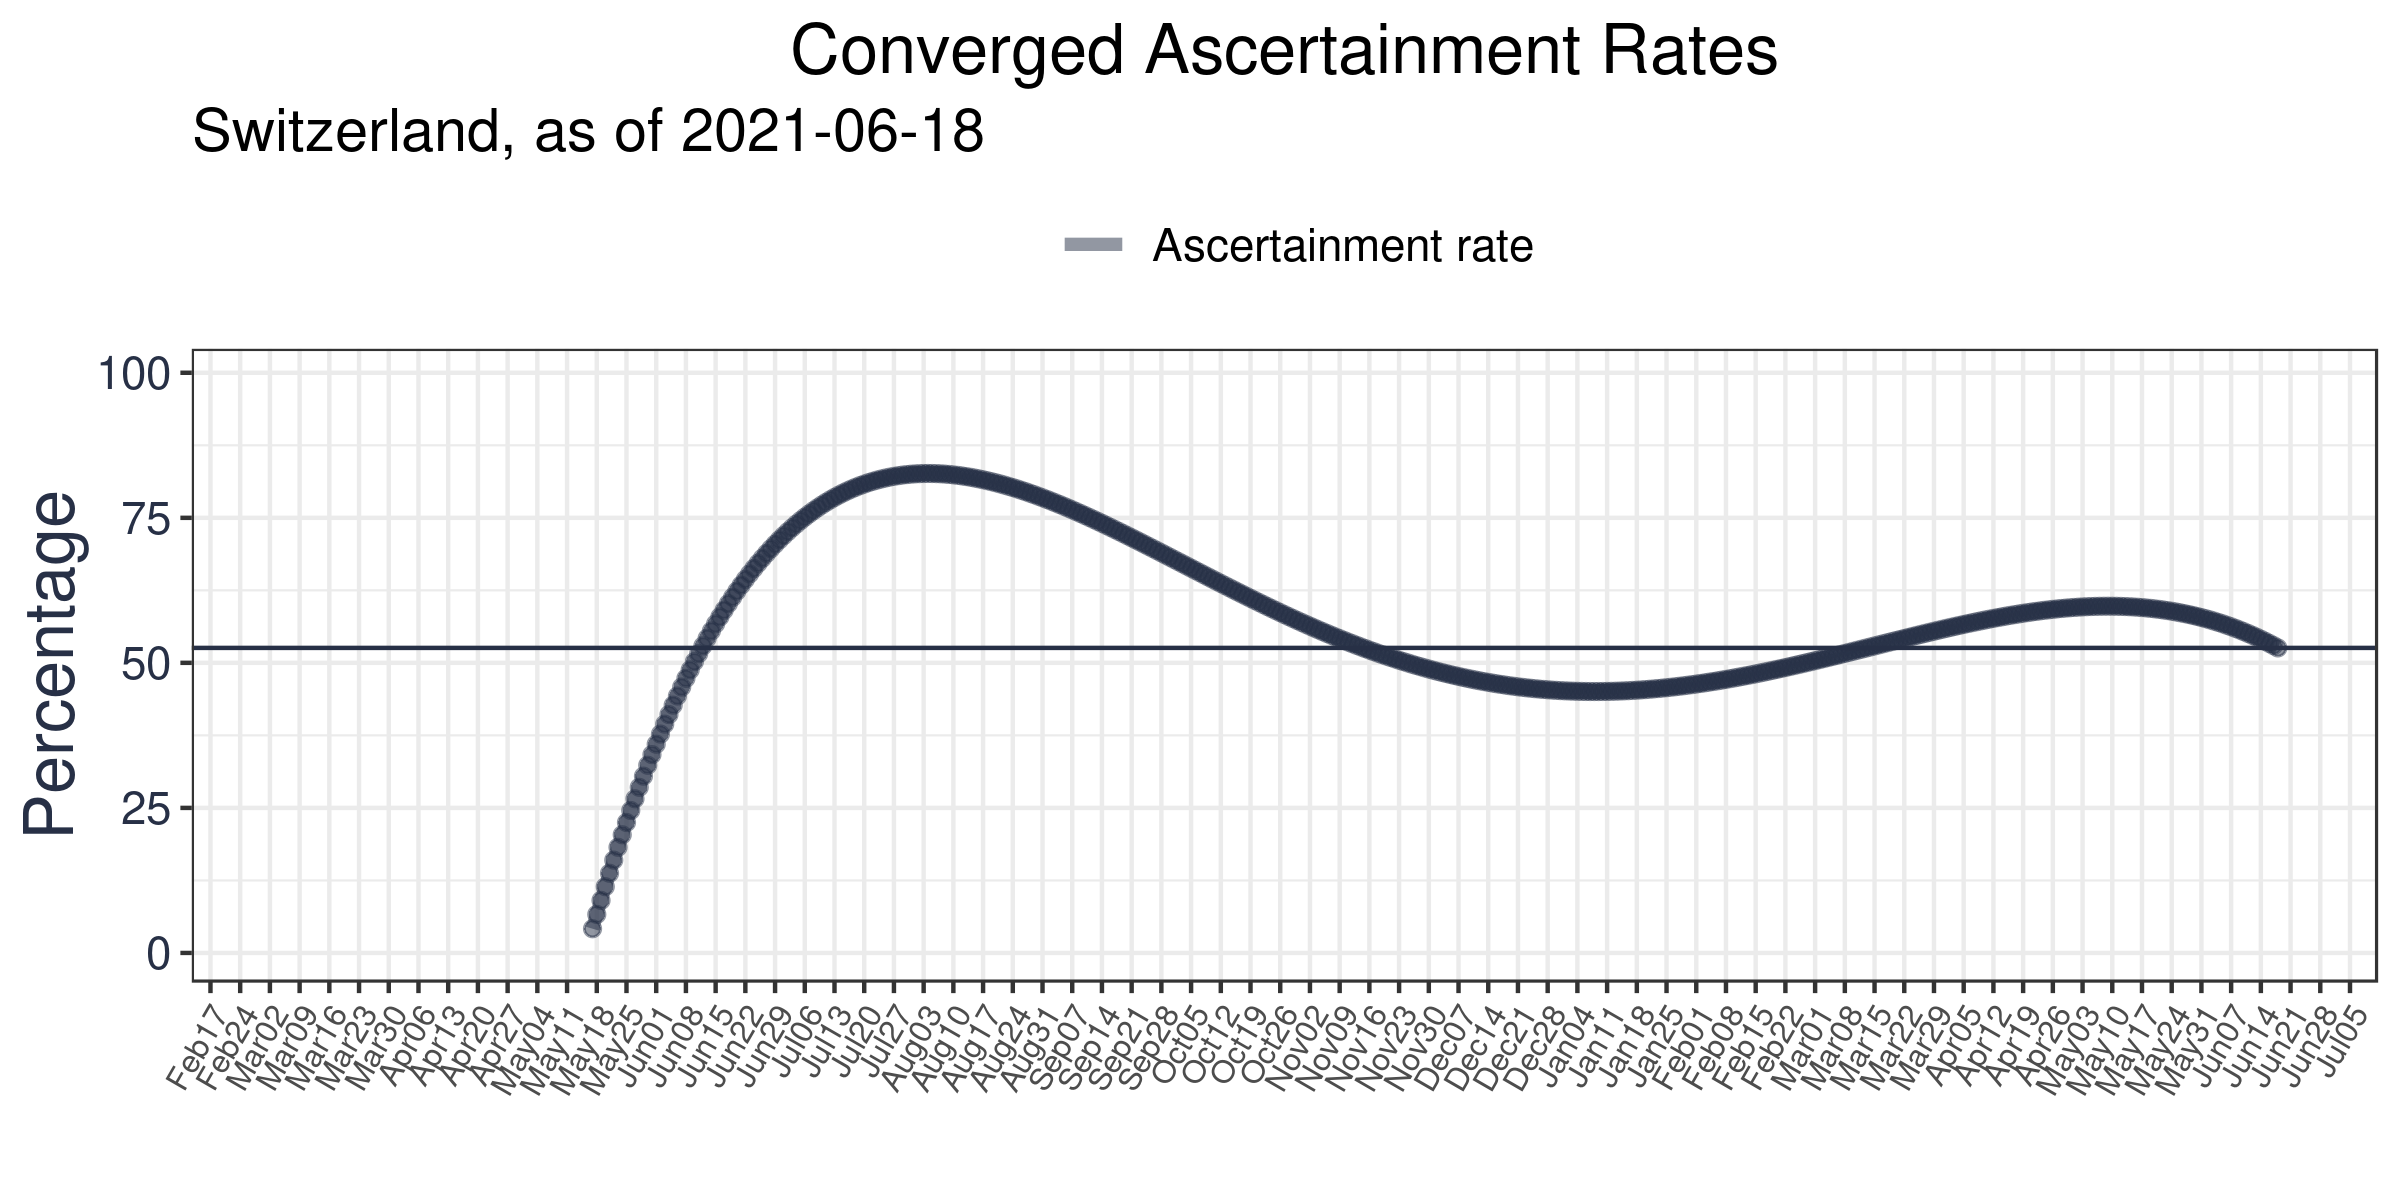 Converged Ascertainment Rates
Switzerland, as of 2021-06-18
Ascertainment rate
Percentage
100
75
50
25
0
Feb17
Feb24
Mar02
Mar09
Mar16
Mar23
Mar30
Apr06
Apr13
Apr20
Apr27
May04
May11
May18
May25
Jun01
Jun08
Jun15
Jun22
Jun29
Jul06
Jul13
Jul20
Jul27
Aug03
Aug10
Aug17
Aug24
Aug31
Sep07
Sep14
Sep21
Sep28
Oct05
Oct12
Oct19
Oct26
Nov02
Nov09
Nov16
Nov23
Nov30
Dec07
Dec14
Dec21
Dec28
Jan04
Jan11
Jan18
Jan25
Feb01
Feb08
Feb15
Feb22
Mar01
Mar08
Mar15
Mar22
Mar29
Apr05
Apr12
Apr19
Apr26
May03
May10
May17
May24
May31
Jun07
Jun14
Jun21
Jun28
Jul05